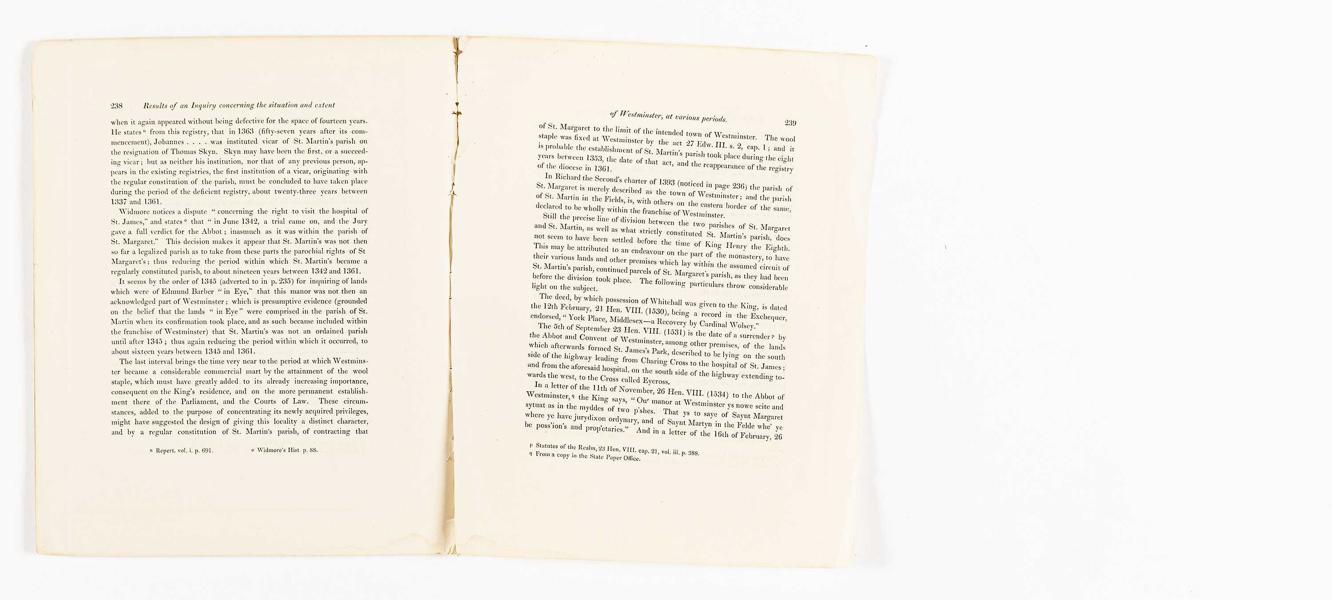 238 Results of an Inquiry concerning the situation and extent
when it again appeared without being defective for the space of fourteen years.
He states ⁿ from this registry, that in 1363 (fifty-seven years after its com-
mencement), Johannes . . . . was instituted vicar of St. Martin's parish on
the resignation of Thomas Skyn. Skyn may have been the first, or a succeed-
ing vicar; but as neither his institution, nor that of any previous person, ap-
pears in the existing registries, the first institution of a vicar, originating with
the regular constitution of the parish, must be concluded to have taken place
during the period of the deficient registry, about twenty-three years between
1337 and 1361.
Widmore notices a dispute “ concerning the right to visit the hospital of
St. James,” and states ᵒ that “ in June 1342, a trial came on, and the Jury
gave a full verdict for the Abbot ; inasmuch as it was within the parish of
St. Margaret.” This decision makes it appear that St. Martin's was not then
so far a legalized parish as to take from these parts the parochial rights of St
Margaret's; thus reducing the period within which St. Martin's became a
regularly constituted parish, to about nineteen years between 1342 and 1361.
It seems by the order of 1345 (adverted to in p. 235) for inquiring of lands
which were of Edmund Barber “ in Eye,” that this manor was not then an
acknowledged part of Westminster ; which is presumptive evidence (grounded
on the belief that the lands “ in Eye” were comprised in the parish of St.
Martin when its confirmation took place, and as such became included within
the franchise of Westminster) that St. Martin's was not an ordained parish
until after 1345 ; thus again reducing the period within which it occurred, to
about sixteen years between 1345 and 1361.
The last interval brings the time very near to the period at which Westmins-
ter became a considerable commercial mart by the attainment of the wool
staple, which must have greatly added to its already increasing importance,
consequent on the King's residence, and on the more permanent establish-
ment there of the Parliament, and the Courts of Law. These circum-
stances, added to the purpose of concentrating its newly acquired privileges,
might have suggested the design of giving this locality a distinct character,
and by a regular constitution of St. Martin's parish, of contracting that
ⁿ Repert. vol. i. p. 691. ᵒ Widmore's Hist p. 88.
of Westminster, at various periods. 239
of St. Margaret to the limit of the intended town of Westminster. The wool
staple was fixed at Westminster by the act 27 Edw. III. s. 2, cap. 1 ; and it
is probable the establishment of St. Martin's parish took place during the eight
years between 1353, the date of that act, and the reappearance of the registry
of the diocese in 1361.
In Richard the Second's charter of 1393 (noticed in page 236) the parish of
St. Margaret is merely described as the town of Westminster; and the parish
of St. Martin in the Fields, is, with others on the eastern border of the same,
declared to be wholly within the franchise of Westminster.
Still the precise line of division between the two parishes of St. Margaret
and St. Martin, as well as what strictly constituted St. Martin's parish, does
not seem to have been settled before the time of King Henry the Eighth.
This may be attributed to an endeavour on the part of the monastery, to have
their various lands and other premises which lay within the assumed circuit of
St. Martin's parish, continued parcels of St. Margaret's parish, as they had been
before the division took place. The following particulars throw considerable
light on the subject.
The deed, by which possession of Whitehall was given to the King, is dated
the 12th February, 21 Hen. VIII. (1530), being a record in the Exchequer,
endorsed, “ York Place, Middlesex—a Recovery by Cardinal Wolsey.”
The 5th of September 23 Hen. VIII. (1531) is the date of a surrender ᵖ by
the Abbot and Convent of Westminster, among other premises, of the lands
which afterwards formed St. James's Park, described to be lying on the south
side of the highway leading from Charing Cross to the hospital of St. James ;
and from the aforesaid hospital, on the south side of the highway extending to-
wards the west, to the Cross called Eycross.
In a letter of the 11th of November, 26 Hen. VIII. (1534) to the Abbot of
Westminster, ᑫ the King says, “ Ouʳ manor at Westminster ys nowe scite and
sytuat as in the myddes of two p'shes. That ys to saye of Saynt Margaret
where ye have jurydixon ordynary, and of Saynt Martyn in the Felde wheʳ ye
be poss'ion's and prop'etaries.” And in a letter of the 16th of February, 26
ᵖ Statutes of the Realm, 23 Hen. VIII. cap. 21, vol. iii. p. 388.
ᑫ From a copy in the State Paper Office.